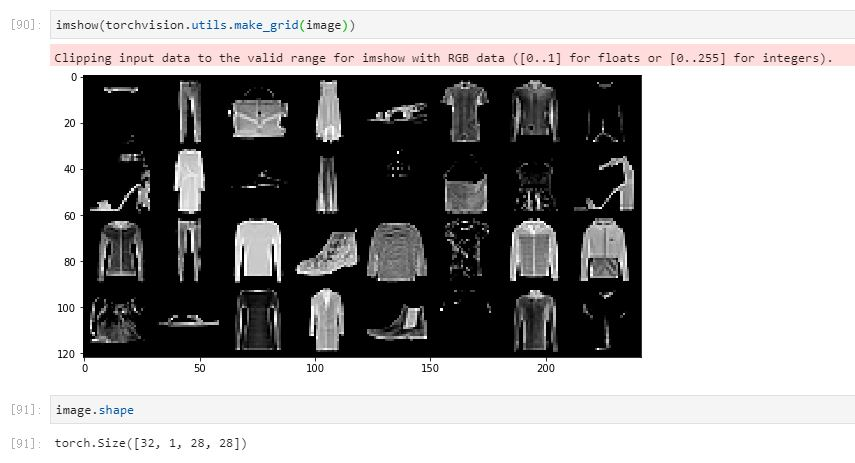 [90]: imshow(torchvision.utils.make_grid(image))
Clipping input data to the valid range for imshow with RGB data ([0..1] for floats or [0..255] for integers).
0
20
40
60
80
100
120
0 50 100 150 200
[91]: image.shape
[91]: torch.Size([32, 1, 28, 28])